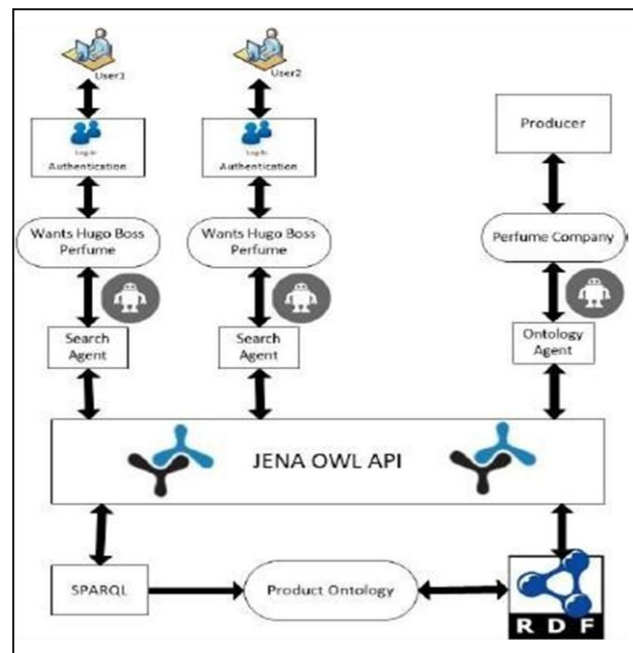 User1
User2
Log-In
Authentication
Log-In
Authentication
Producer
Wants Hugo Boss
Perfume
Wants Hugo Boss
Perfume
Perfume Company
Search
Agent
Search
Agent
Ontology
Agent
JENA OWL API
SPARQL
Product Ontology
RDF